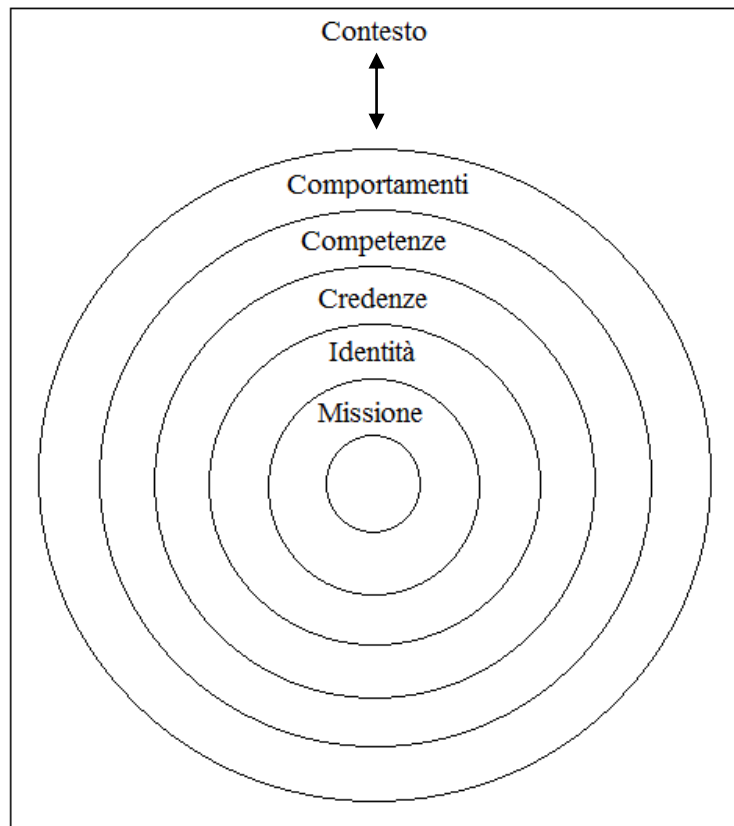 Contesto
Comportamenti
Competenze
Credenze
Identità
Missione